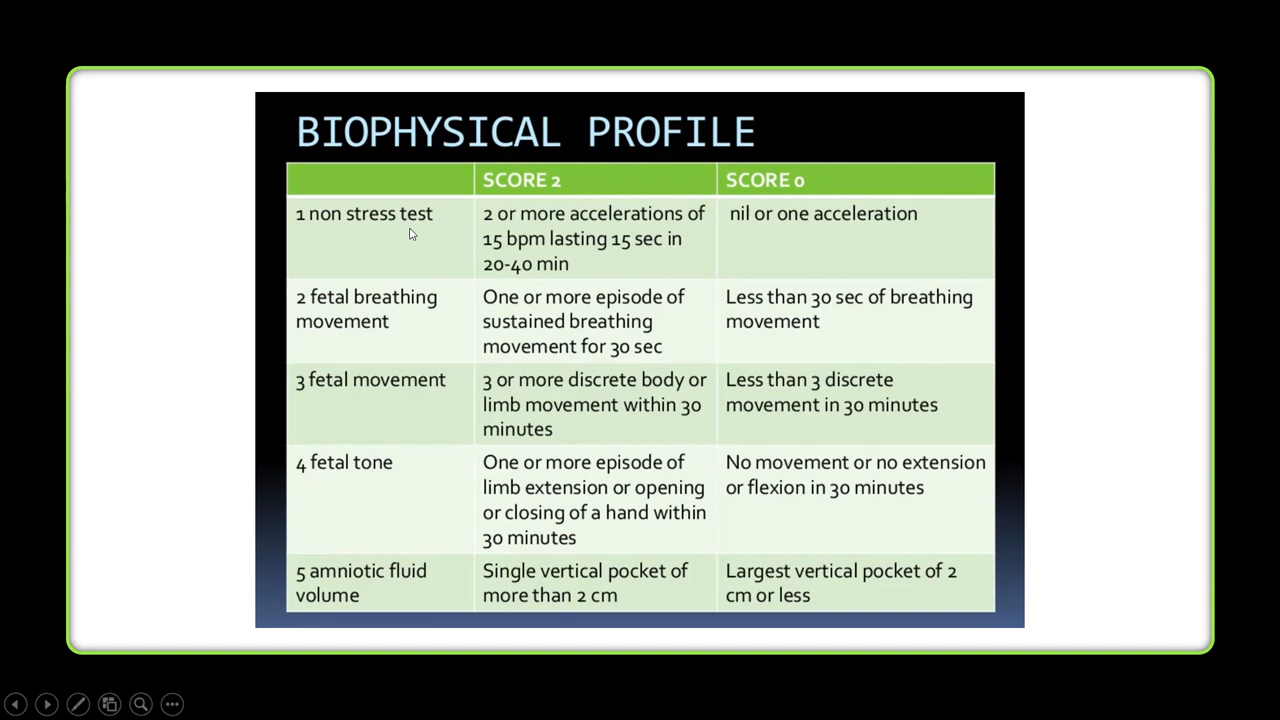 BIOPHYSICAL PROFILE
SCORE 2
SCORE 0
1 non stress test
2 or more accelerations of
15 bpm lasting 15 sec in
20-40 min
nil or one acceleration
2 fetal breathing
movement
One or more episode of
sustained breathing
movement for 30 sec
Less than 30 sec of breathing
movement
3 fetal movement
3 or more discrete body or
limb movement within 30
minutes
Less than 3 discrete
movement in 30 minutes
4 fetal tone
One or more episode of
limb extension or opening
or closing of a hand within
30 minutes
No movement or no extension
or flexion in 30 minutes
5 amniotic fluid
volume
Single vertical pocket of
more than 2 cm
Largest vertical pocket of 2
cm or less